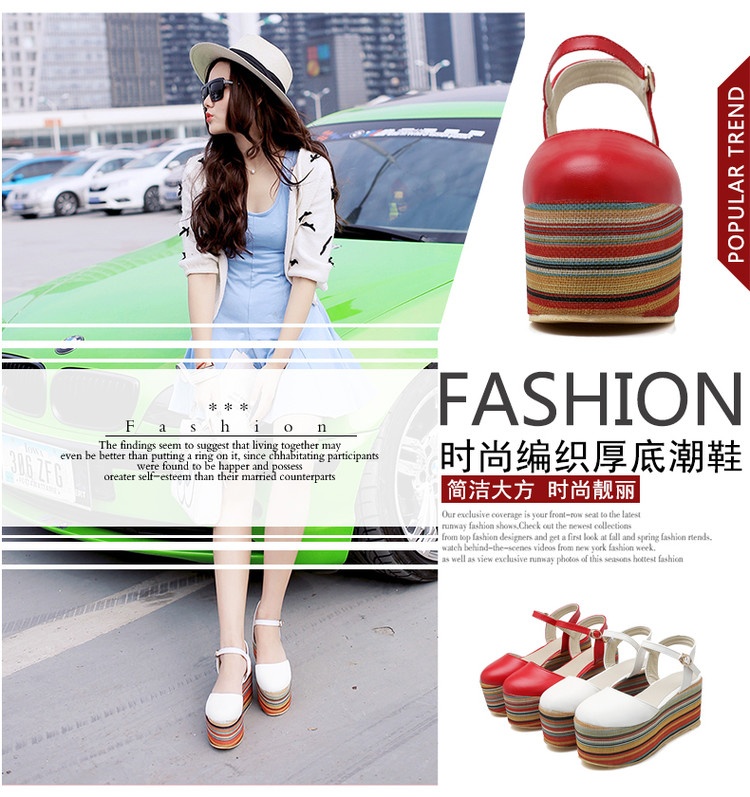 POPULAR TREND
***
Fashion
The findings seem to suggest that living together may
even be better than putting a ring on it, since chhabitating participants
were found to be happer and possess
oreater self-esteem than their married counterparts
306 ZFG
FASHION
时尚编织厚底潮鞋
简洁大方 时尚靓丽
Our exclusive coverage is your front-row seat to the latest
runway fashion shows.Check out the newest collections
from top fashion designers and get a first look at fall and spring fashion rtends.
watch behind-the-scenes videos from new york fashion week.
as well as view exclusive runway photos of this seasons hottest fashion